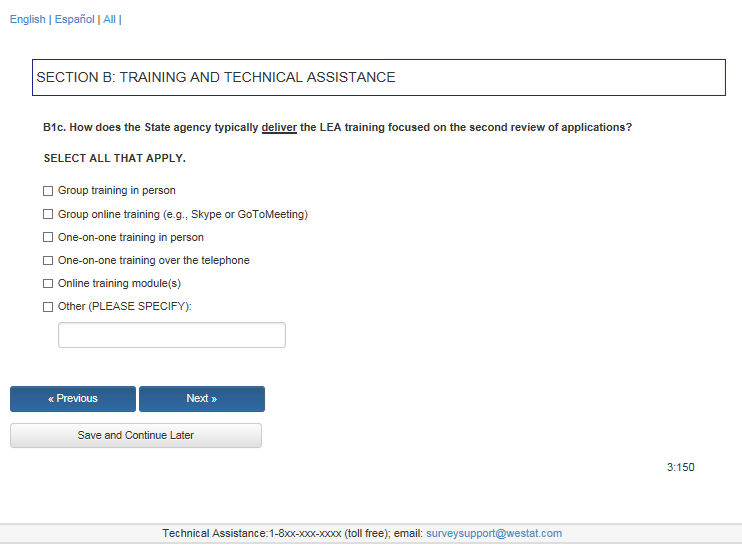 English | Español | All |
SECTION B: TRAINING AND TECHNICAL ASSISTANCE
B1c. How does the State agency typically deliver the LEA training focused on the second review of applications?
SELECT ALL THAT APPLY.
Group training in person
Group online training (e.g., Skype or GoToMeeting)
One-on-one training in person
One-on-one training over the telephone
Online training module(s)
Other (PLEASE SPECIFY):
« Previous
Next »
Save and Continue Later
3:150
Technical Assistance:1-8xx-xxx-xxxx (toll free); email: surveysupport@westat.com